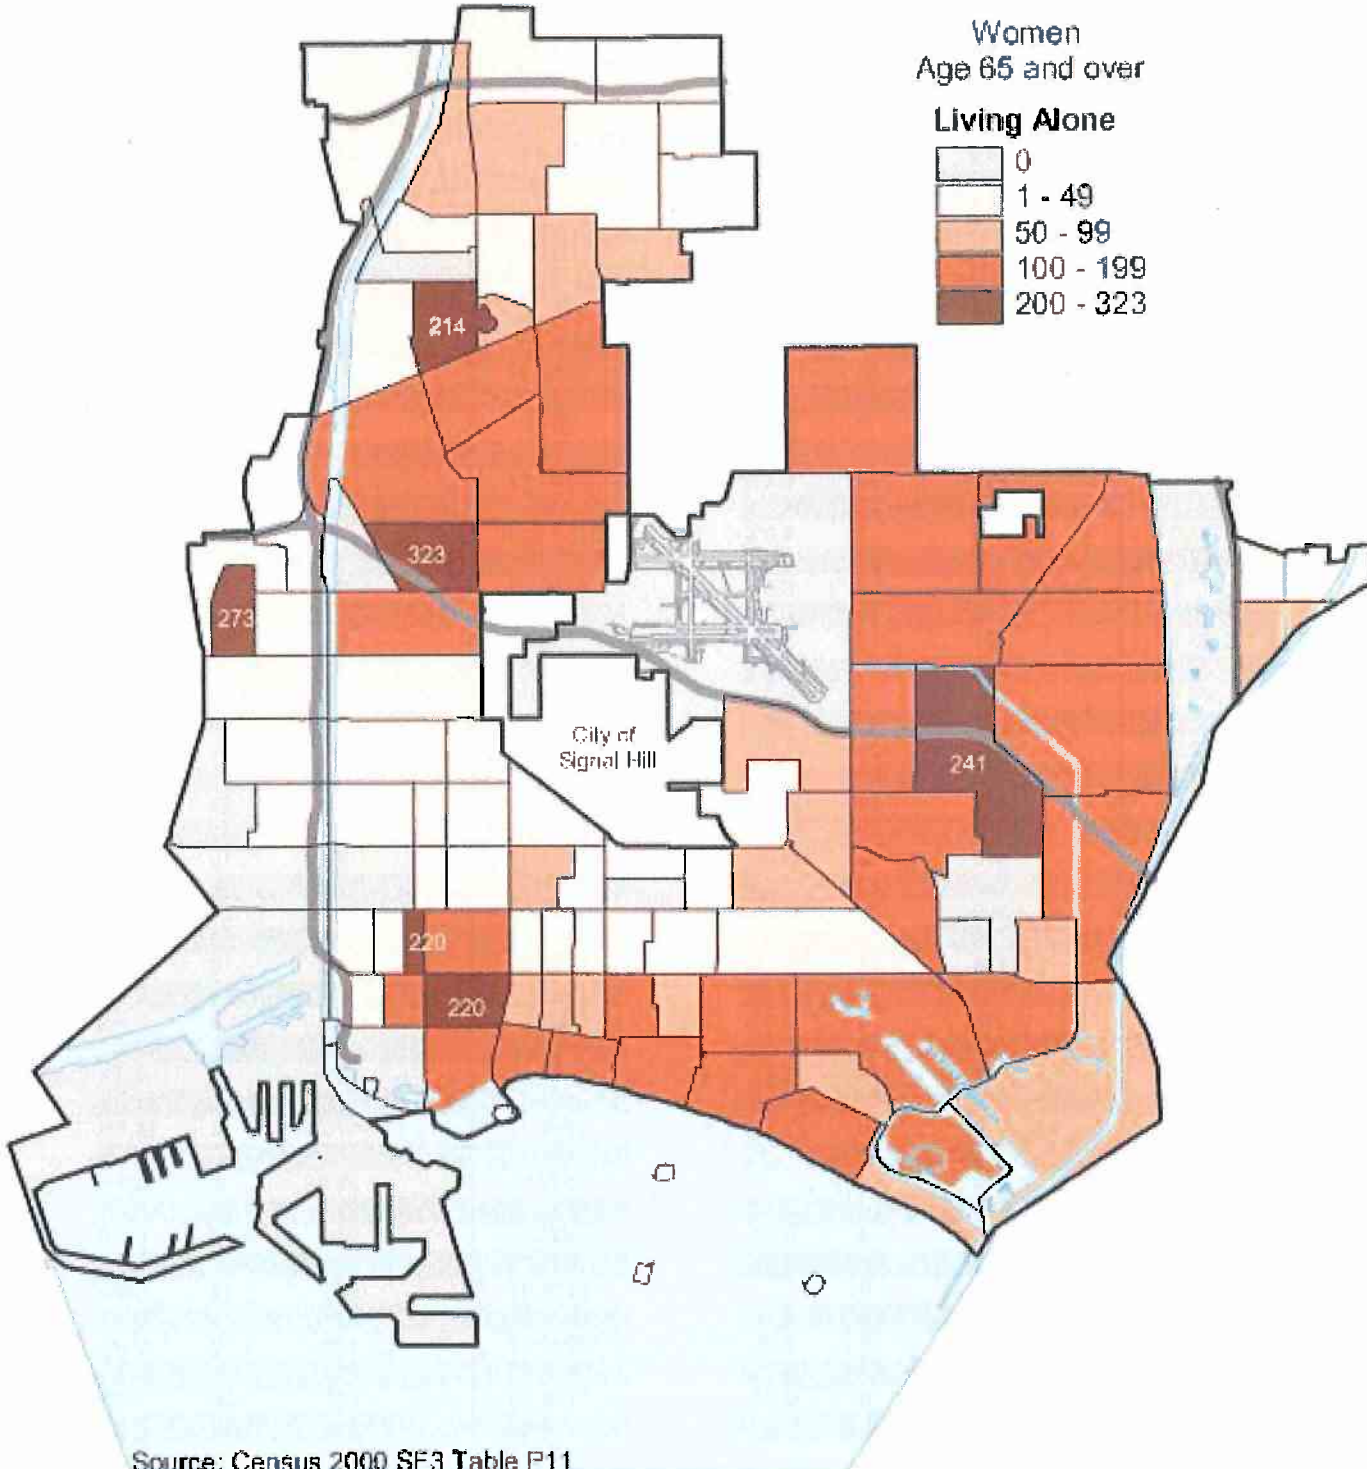 Women
Age 65 and over
Living Alone
0
1 - 49
50 - 99
100 - 199
200 - 323
214
323
273
City of
Signal Hill
241
220
220
Source: Census 2000 SF3 Table P11